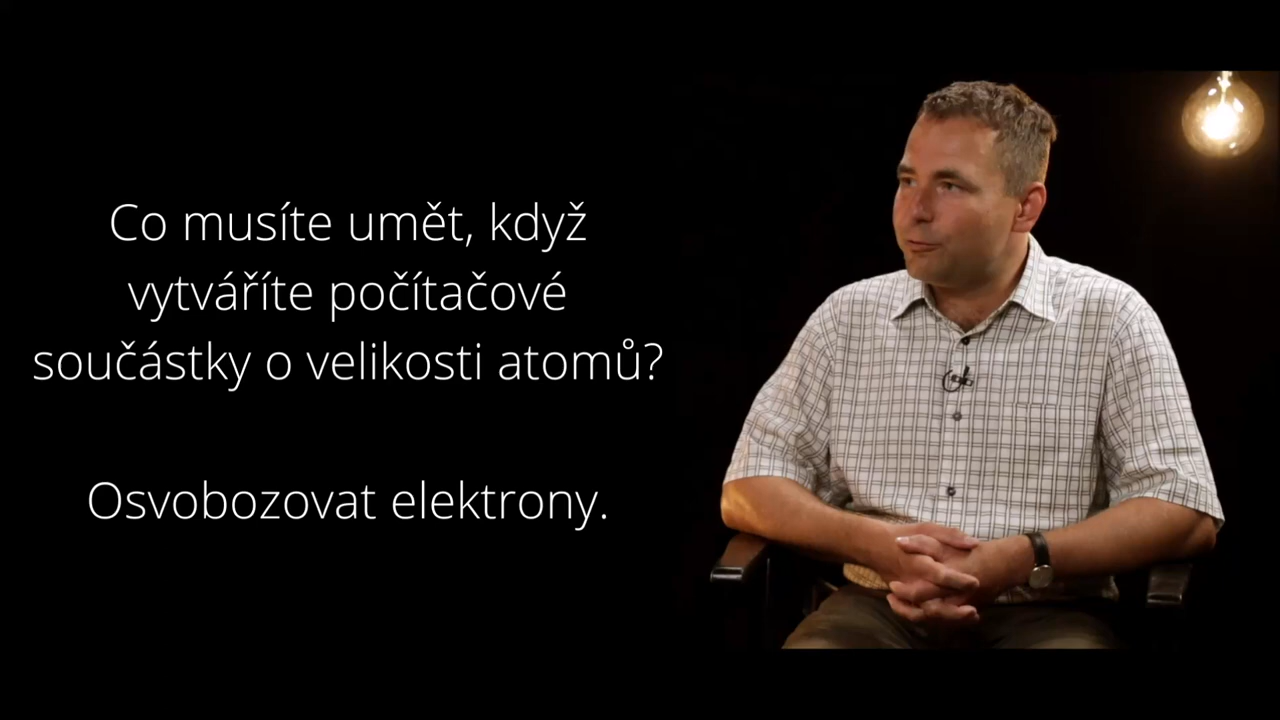 Co musíte umět, když
vytváříte počítačové
součástky o velikosti atomů?
Osvobozovat elektrony.